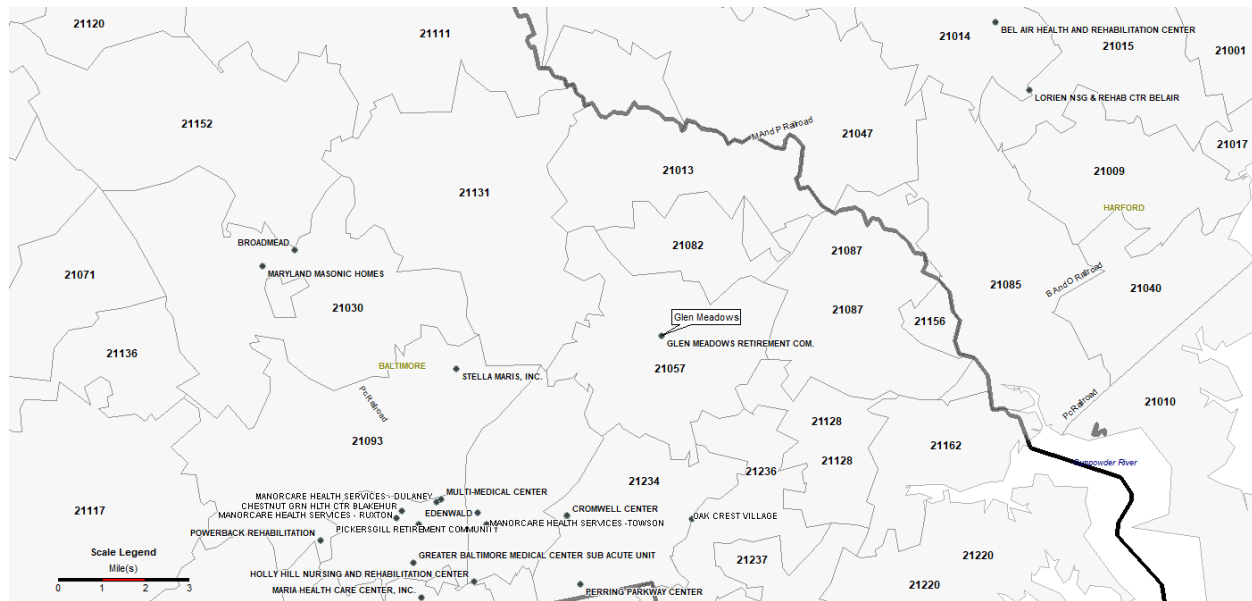 21120
21111
21014
BEL AIR HEALTH AND REHABILITATION CENTER
21015
21001
LORIEN NSG & REHAB CTR BELAIR
21152
MAnd P Railroad
21047
21017
21013
21009
21131
HARFORD
BROADMEAD
21082
21087
MARYLAND MASONIC HOMES
21071
B And O Railroad
21085
21040
21030
21087
Glen Meadows
21156
GLEN MEADOWS RETIREMENT COM.
21136
BALTIMORE
21057
STELLA MARIS, INC.
PcRailroad
PcRailroad
21010
21128
21093
21162
21128
Gunpowder River
21236
21234
MANORCARE HEALTH SERVICES - DULANEY
MULTI-MEDICAL CENTER
CHESTNUT GRN HLTH CTR BLAKEHUR
21117
CROMWELL CENTER
EDENWALD
MANORCARE HEALTH SERVICES - RUXTON
OAK CREST VILLAGE
MANORCARE HEALTH SERVICES -TOWSON
PICKERSGILL RETIREMENT COMMUNITY
POWERBACK REHABILITATION
Scale Legend
GREATER BALTIMORE MEDICAL CENTER SUB ACUTE UNIT
21237
21220
Mile(s)
HOLLY HILL NURSING AND REHABILITATION CENTER
0 1 2 3
21220
MARIA HEALTH CARE CENTER, INC.
PERRING PARKWAY CENTER